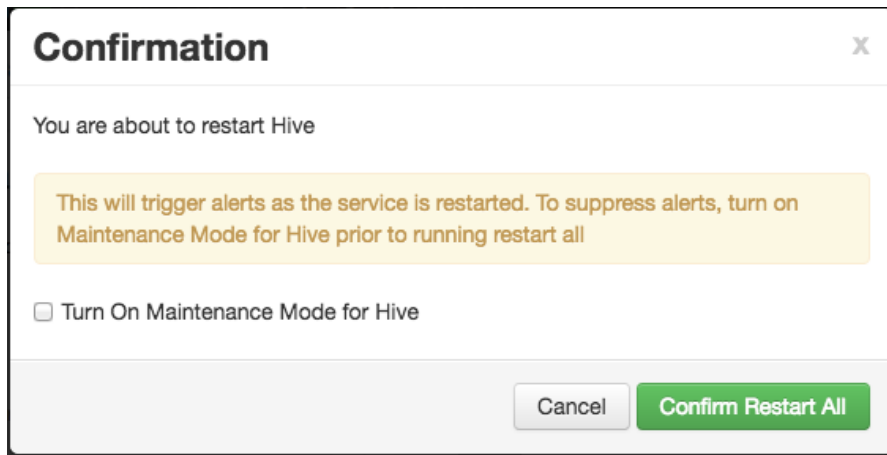 Confirmation
x
You are about to restart Hive
This will trigger alerts as the service is restarted. To suppress alerts, turn on
Maintenance Mode for Hive prior to running restart all
Turn On Maintenance Mode for Hive
Cancel
Confirm Restart All